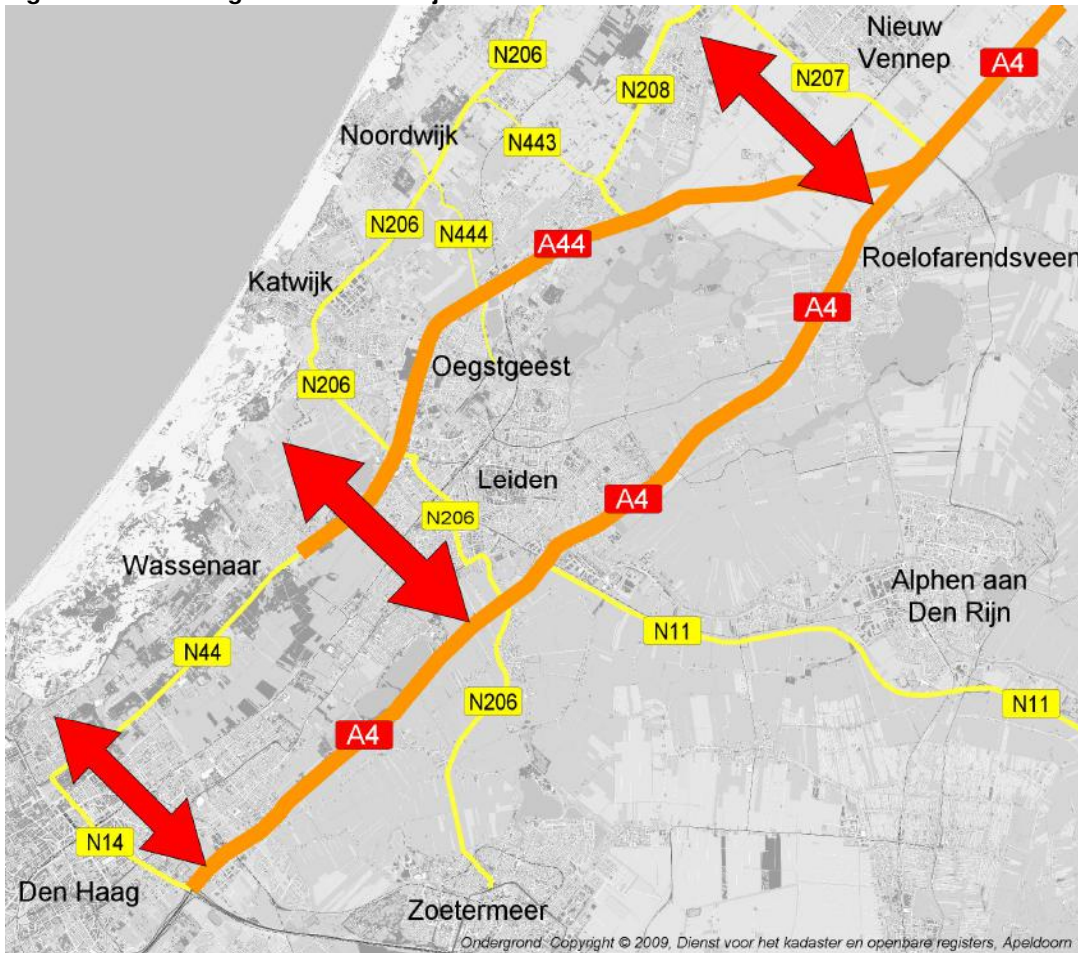 Nieuw
Vennep
N206
A4
N207
N208
Noordwijk
N443
N206
N444
A44
Roelofarendsveen
Katwijk
A4
Oegstgeest
N206
Leiden
A4
N206
Wassenaar
Alphen aan
Den Rijn
N11
N44
N206
N11
A4
N14
Den Haag
Zoetermeer
Ondergrond: Copyright © 2009, Dienst voor het kadaster en openbare registers, Apeldoorn